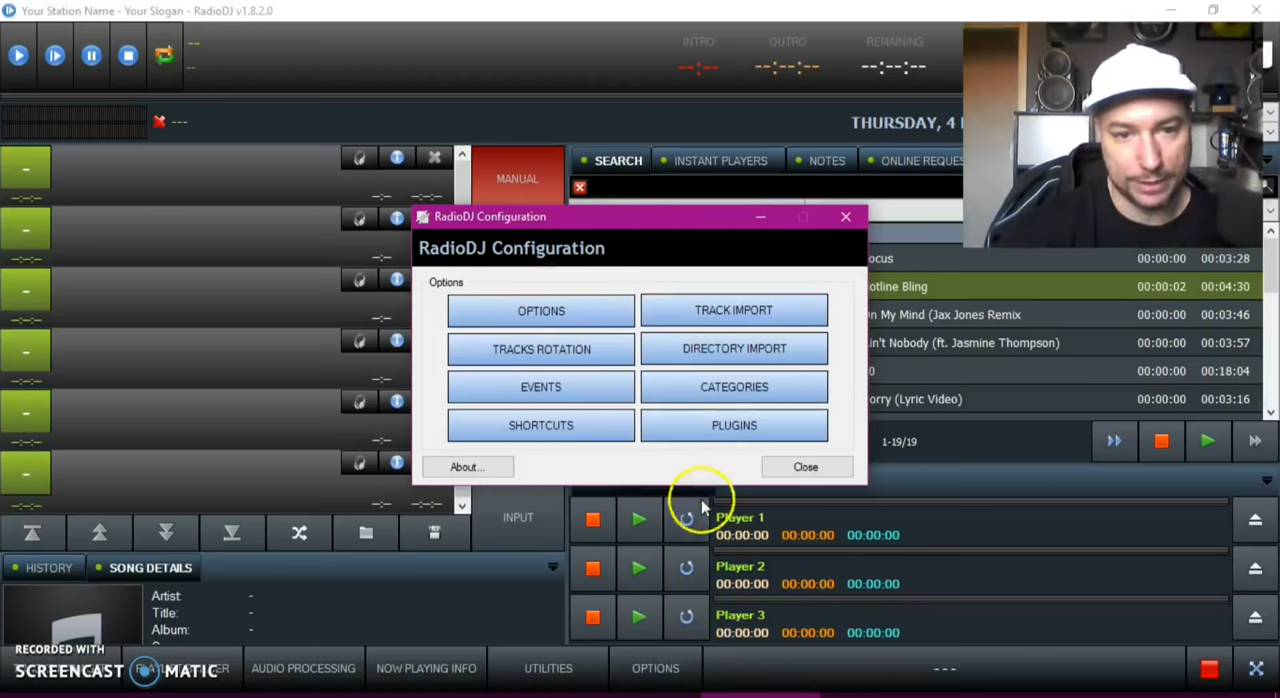 Your Station Name - Your Slogan - RadioDJ v1.8.2.0
--
--
INTRO
--:--
OUTRO
--:--:--
REMAINING
--:--:--
---
THURSDAY, 4
MANUAL
SEARCH
INSTANT PLAYERS
NOTES
ONLINE REQUE
RadioDJ Configuration
RadioDJ Configuration
Options
OPTIONS
TRACK IMPORT
TRACKS ROTATION
DIRECTORY IMPORT
EVENTS
CATEGORIES
SHORTCUTS
PLUGINS
About...
Close
ocus 00:00:00 00:03:28
otline Bling 00:00:02 00:04:30
n My Mind (Jax Jones Remix 00:00:00 00:03:46
in't Nobody (ft. Jasmine Thompson) 00:00:00 00:03:57
0 00:00:00 00:18:04
orry (Lyric Video) 00:00:00 00:03:16
1-19/19
INPUT
Player 1
00:00:00 00:00:00 00:00:00
Player 2
00:00:00 00:00:00 00:00:00
Player 3
00:00:00 00:00:00 00:00:00
HISTORY
SONG DETAILS
Artist: -
Title: -
Album: -
RECORDED WITH
SCREENCAST MATIC
AUDIO PROCESSING
NOW PLAYING INFO
UTILITIES
OPTIONS
---